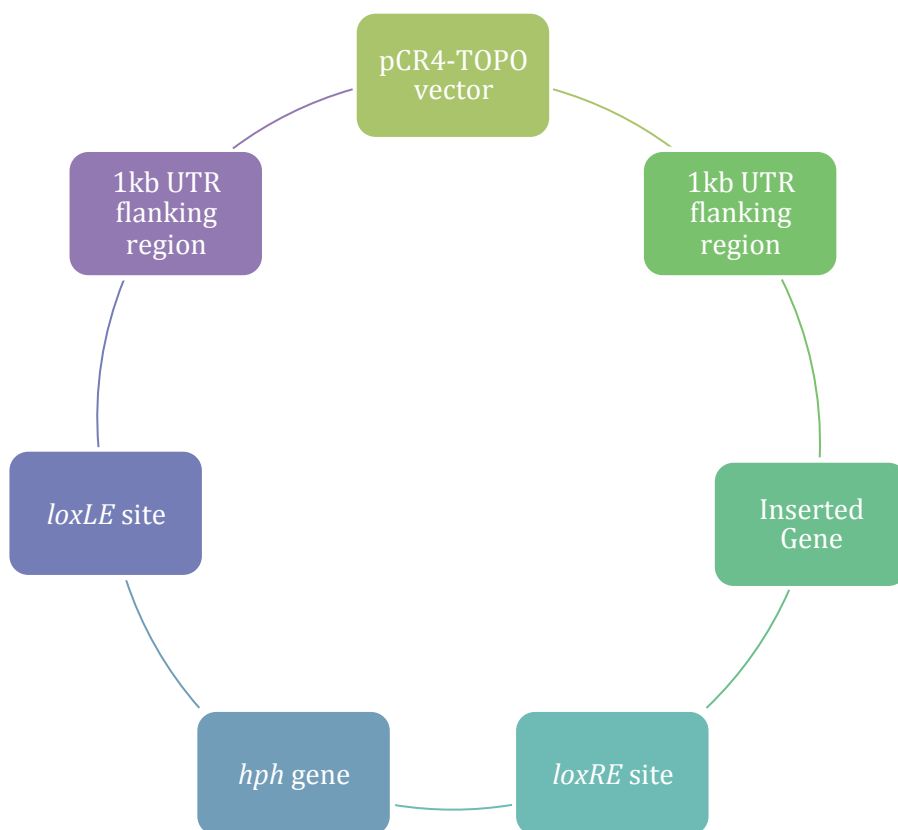 pCR4-TOPO
vector
1kb UTR
flanking
region
Inserted
Gene
loxRE site
hph gene
loxLE site
1kb UTR
flanking
region